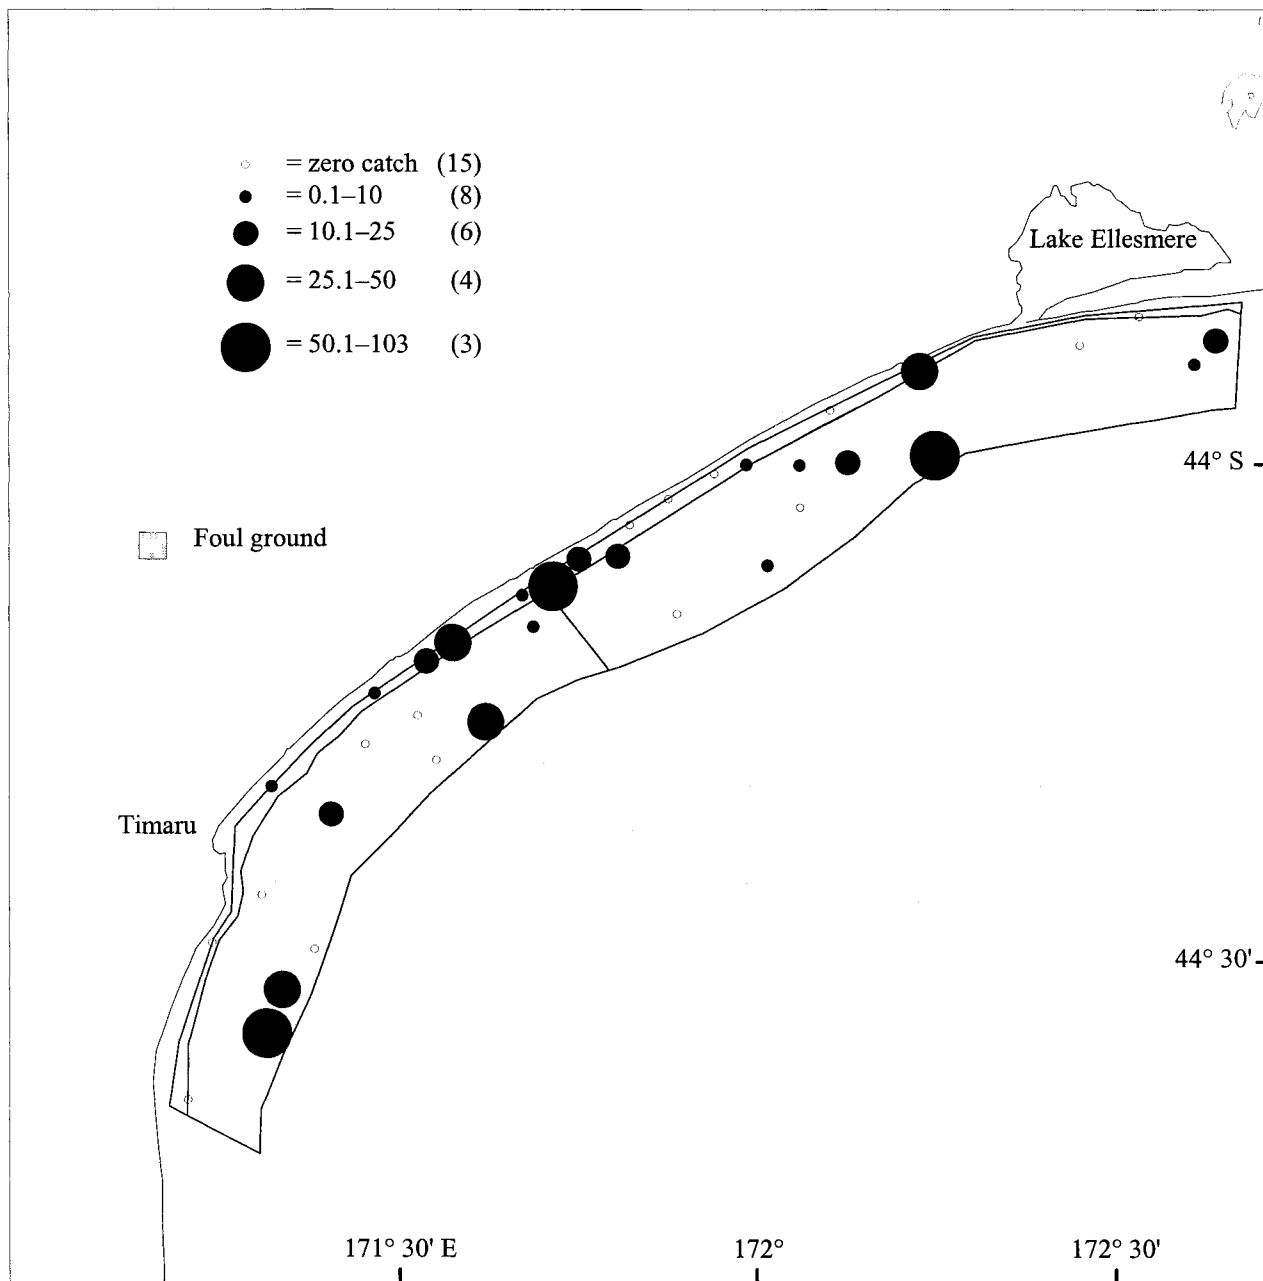 = zero catch (15)
= 0.1–10 (8)
= 10.1–25 (6)
= 25.1–50 (4)
= 50.1–103 (3)
Lake Ellesmere
44° S
Foul ground
Timaru
44° 30'
171° 30' E 172° 172° 30'